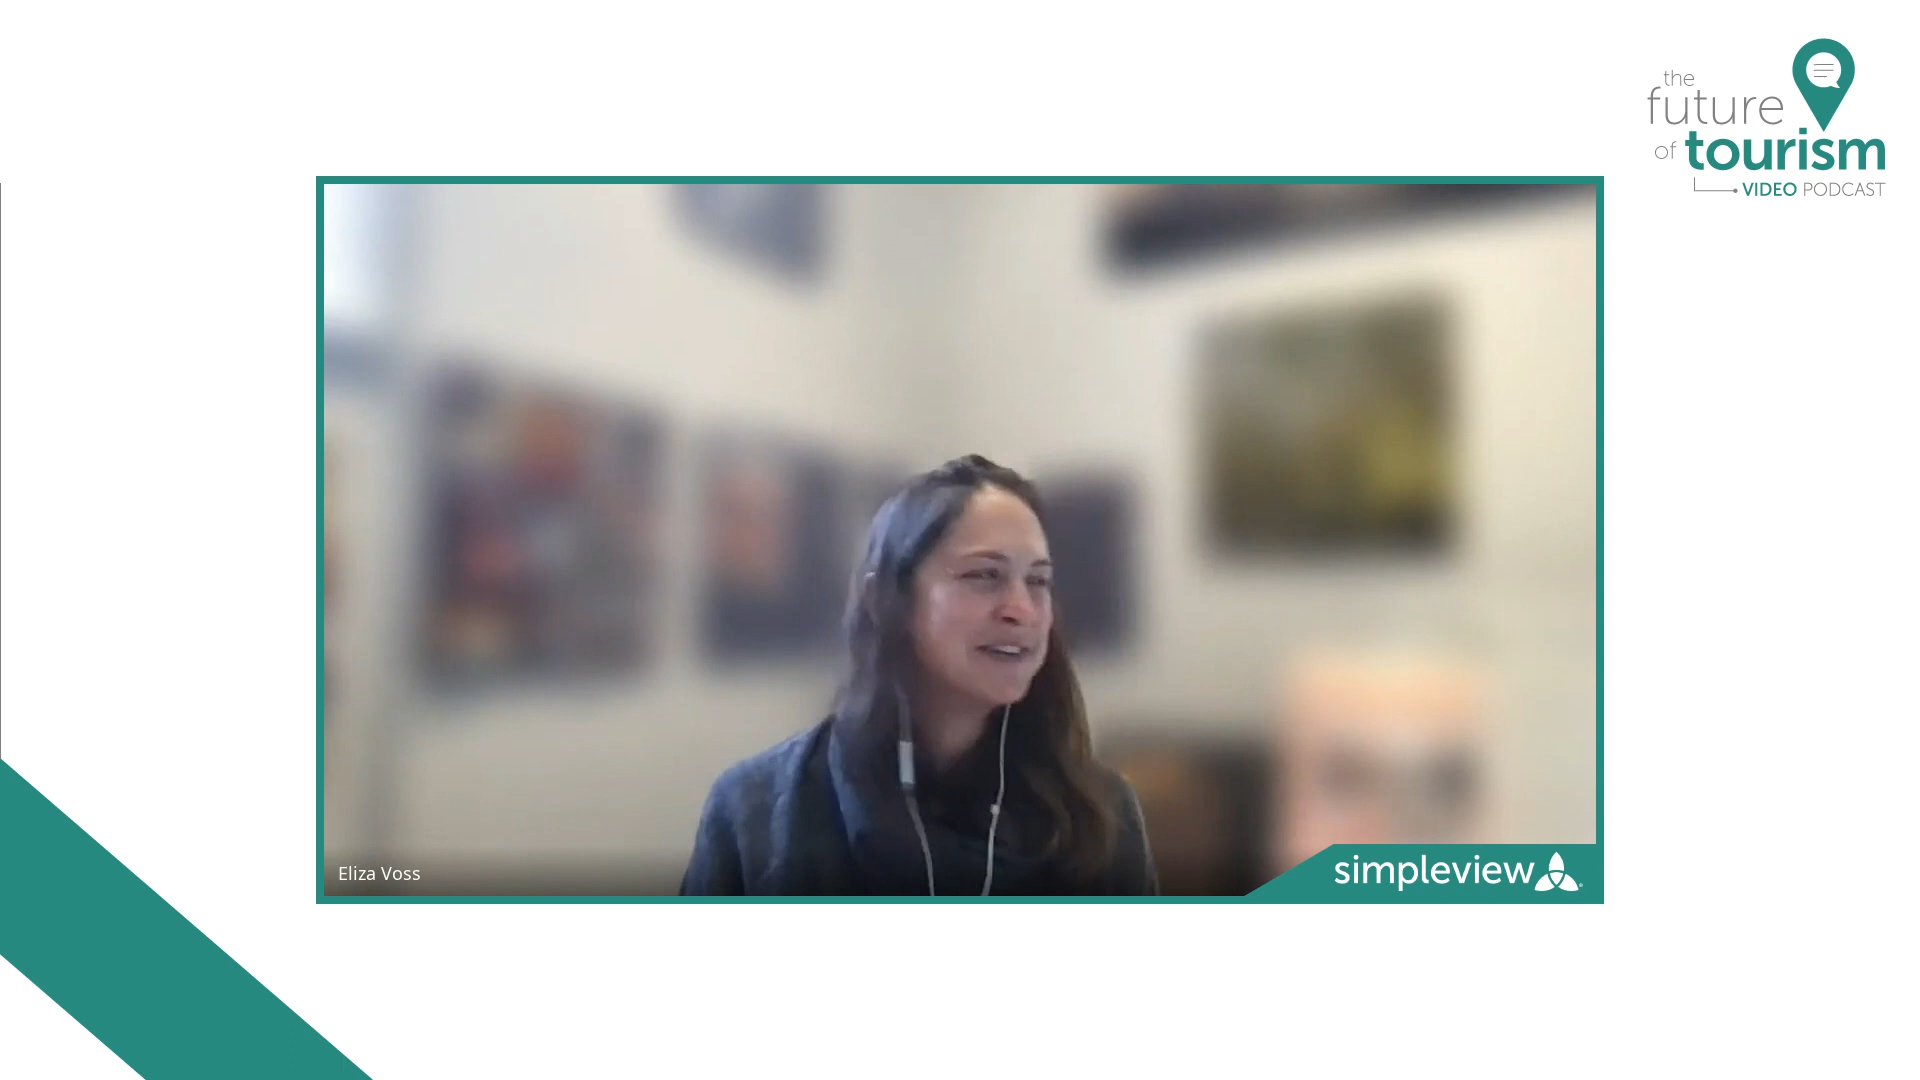 the
future
of tourism
VIDEO PODCAST
Eliza Voss
simpleview